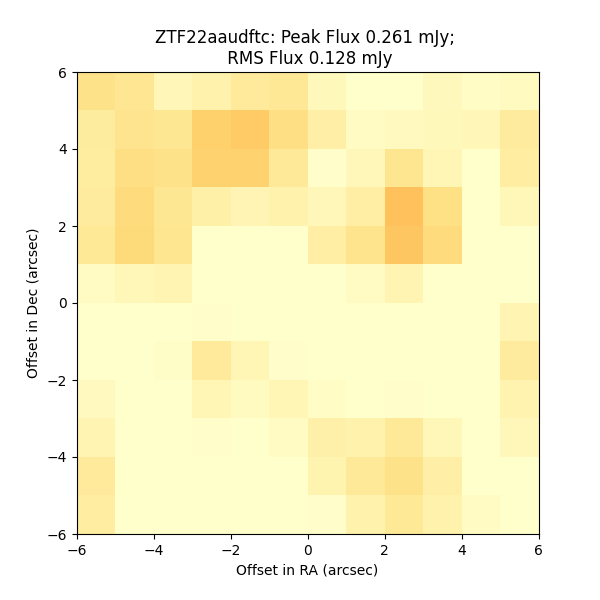 ZTF22aaudftc: Peak Flux 0.261 mJy;
RMS Flux 0.128 mJy
6
4
2
0
−2
−4
−6
Offset in Dec (arcsec)
−6 −4 −2 0 2 4 6
Offset in RA (arcsec)